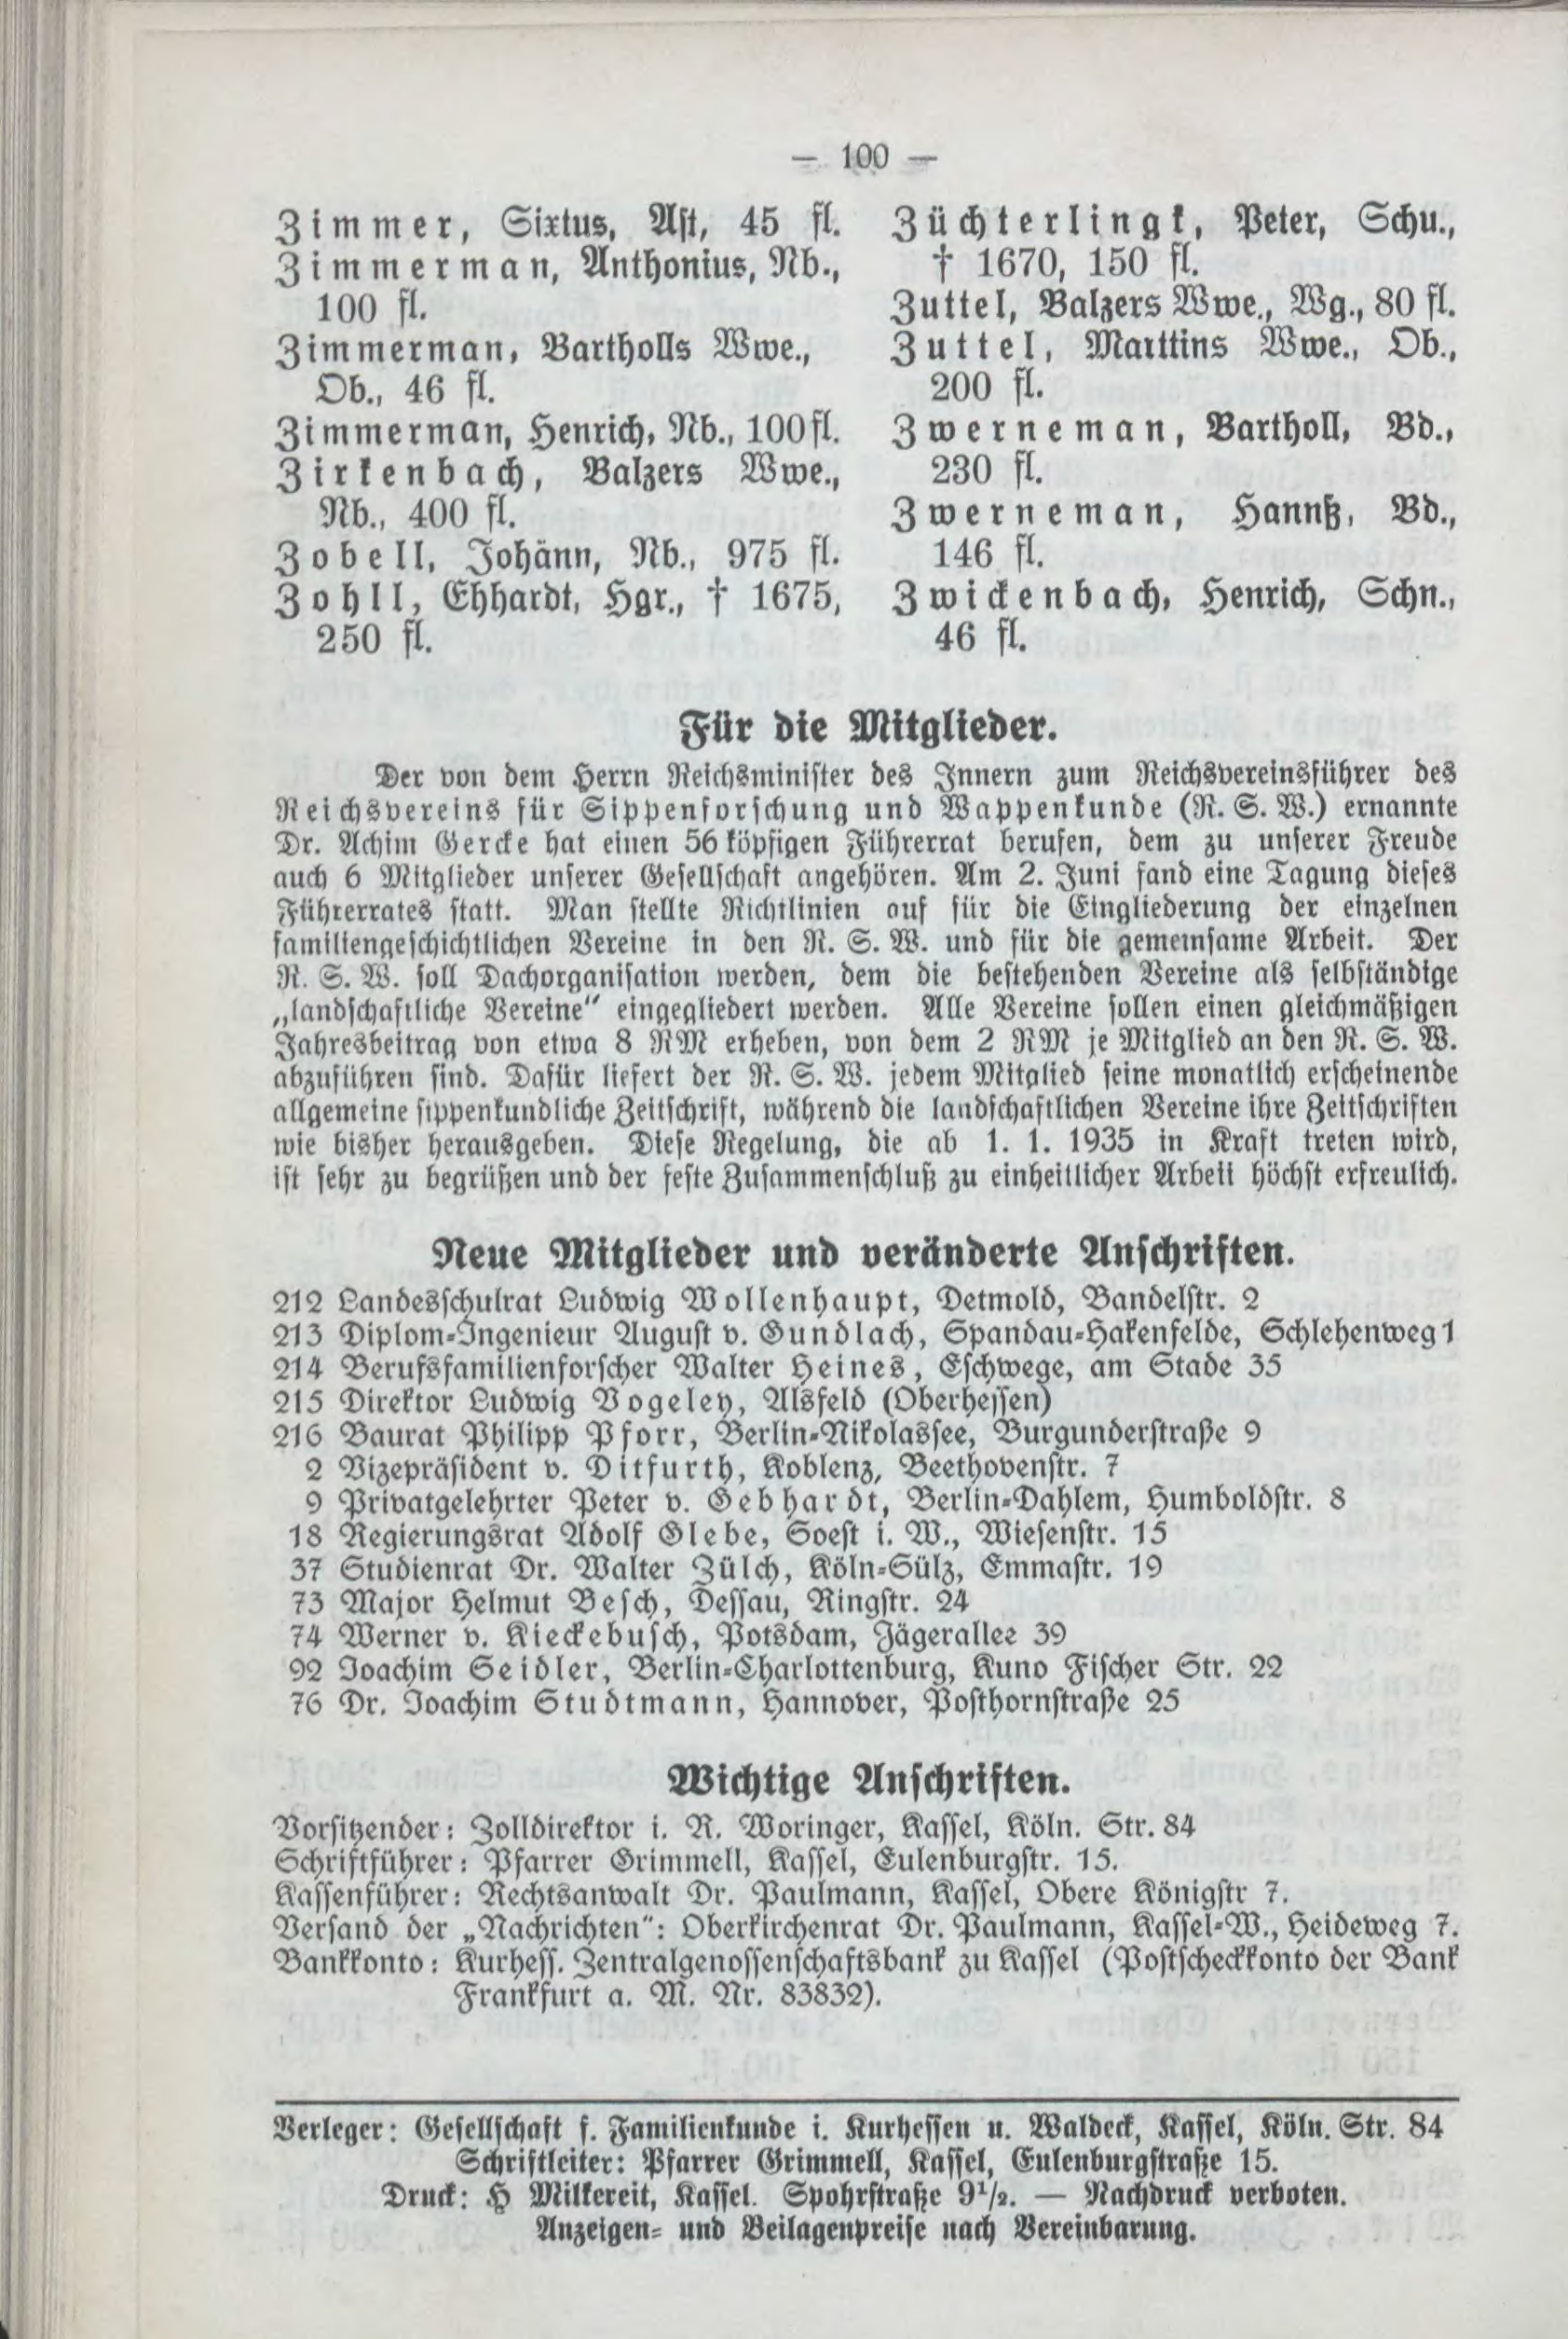 — 100 —
Zimmer, Sixtus, Ast, 45 fl.
Zimmerman, Anthonius, Nb.,
100 fl.
Zimmerman, Bartholls Wwe.,
Ob., 46 fl.
Zimmerman, Henrich, Nb., 100 fl.
Zirkenbach, Balzers Wwe.,
Nb., 400 fl.
Zobell, Johänn, Nb., 975 fl.
Zohll, Ehhardt, Hgr., † 1675,
250 fl.
Züchterlingk, Peter, Schu.,
† 1670, 150 fl.
Zuttel, Balzers Wwe., Wg., 80 fl.
Zuttel, Marttins Wwe., Ob.,
200 fl.
Zwerneman, Bartholl, Bd.,
230 fl.
Zwerneman, Hannß, Bd.,
146 fl.
Zwickenbach, Henrich, Schn.,
46 fl.
Für die Mitglieder.
Der von dem Herrn Reichsminister des Innern zum Reichsvereinsführer des
Reichsvereins für Sippenforschung und Wappenkunde (R. S. W.) ernannte
Dr. Achim Gercke hat einen 56 köpfigen Führerrat berufen, dem zu unserer Freude
auch 6 Mitglieder unserer Gesellschaft angehören. Am 2. Juni fand eine Tagung dieses
Führerrates statt. Man stellte Richtlinien auf für die Eingliederung der einzelnen
familiengeschichtlichen Vereine in den R. S. W. und für die gemeinsame Arbeit. Der
R. S. W. soll Dachorganisation werden, dem die bestehenden Vereine als selbständige
„landschaftliche Vereine“ eingegliedert werden. Alle Vereine sollen einen gleichmäßigen
Jahresbeitrag von etwa 8 RM erheben, von dem 2 RM je Mitglied an den R. S. W.
abzuführen sind. Dafür liefert der R. S. W. jedem Mitglied seine monatlich erscheinende
allgemeine sippenkundliche Zeitschrift, während die landschaftlichen Vereine ihre Zeitschriften
wie bisher herausgeben. Diese Regelung, die ab 1. 1. 1935 in Kraft treten wird,
ist sehr zu begrüßen und der feste Zusammenschluß zu einheitlicher Arbeit höchst erfreulich.
Neue Mitglieder und veränderte Anschriften.
212 Landesschulrat Ludwig Wollenhaupt, Detmold, Bandelstr. 2
213 Diplom-Ingenieur August v. Gundlach, Spandau-Hakenfelde, Schlehenweg 1
214 Berufsfamilienforscher Walter Heines, Eschwege, am Stade 35
215 Direktor Ludwig Vogeley, Alsfeld (Oberhessen)
216 Baurat Philipp Pforr, Berlin-Nikolassee, Burgunderstraße 9
2 Vizepräsident v. Ditfurth, Koblenz, Beethovenstr. 7
9 Privatgelehrter Peter v. Gebhardt, Berlin-Dahlem, Humboldstr. 8
18 Regierungsrat Adolf Glebe, Soest i. W., Wiesenstr. 15
37 Studienrat Dr. Walter Zülch, Köln-Sülz, Emmastr. 19
73 Major Helmut Besch, Dessau, Ringstr. 24
74 Werner v. Kieckebusch, Potsdam, Jägerallee 39
92 Joachim Seidler, Berlin-Charlottenburg, Kuno Fischer Str. 22
76 Dr. Joachim Studtmann, Hannover, Posthornstraße 25
Wichtige Anschriften.
Vorsitzender: Zolldirektor i. R. Woringer, Kassel, Köln. Str. 84
Schriftführer: Pfarrer Grimmell, Kassel, Eulenburgstr. 15.
Kassenführer: Rechtsanwalt Dr. Paulmann, Kassel, Obere Königstr 7.
Versand der „Nachrichten“: Oberkirchenrat Dr. Paulmann, Kassel-W., Heideweg 7.
Bankkonto: Kurhess. Zentralgenossenschaftsbank zu Kassel (Postscheckkonto der Bank
Frankfurt a. M. Nr. 83832).
Verleger: Gesellschaft f. Familienkunde i. Kurhessen u. Waldeck, Kassel, Köln. Str. 84
Schriftleiter: Pfarrer Grimmell, Kassel, Eulenburgstraße 15.
Druck: H Milkereit, Kassel. Spohrstraße 9½. — Nachdruck verboten.
Anzeigen- und Beilagenpreise nach Vereinbarung.